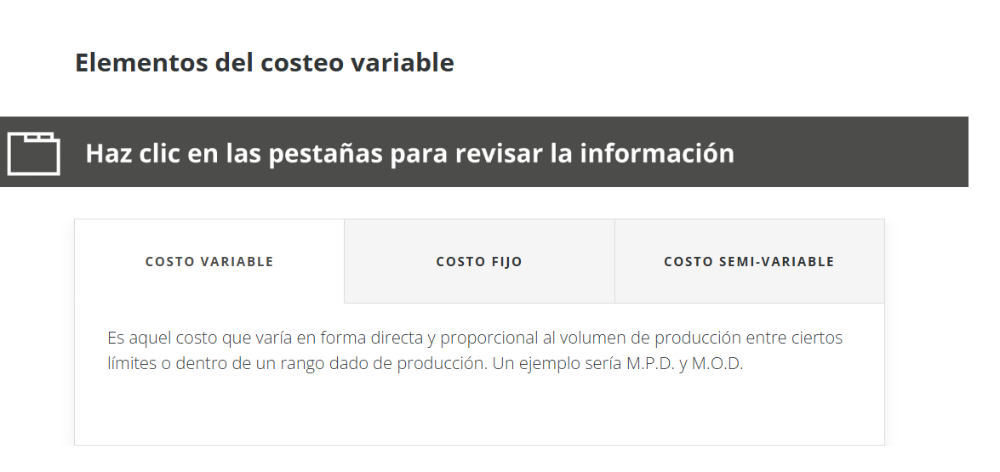 Elementos del costeo variable
Haz clic en las pestañas para revisar la información
COSTO VARIABLE
COSTO FIJO
COSTO SEMI-VARIABLE
Es aquel costo que varía en forma directa y proporcional al volumen de producción entre ciertos
límites o dentro de un rango dado de producción. Un ejemplo sería M.P.D. y M.O.D.